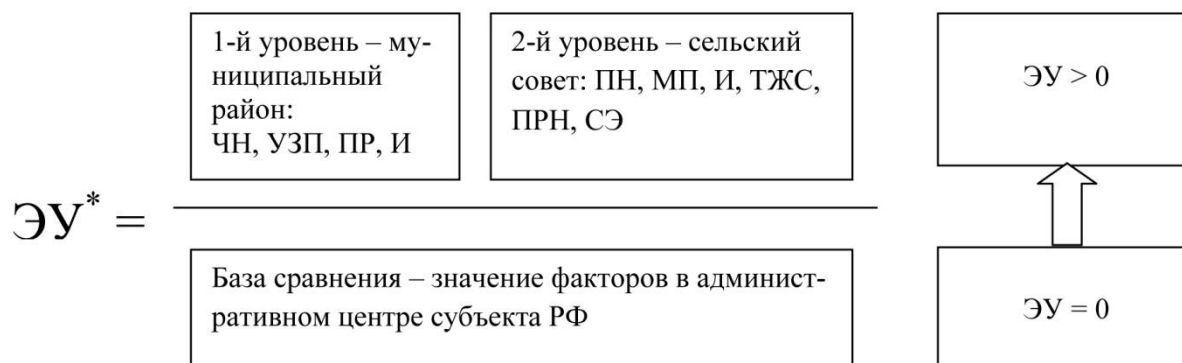 1-й уровень – му-
ниципальный
район:
ЧН, УЗП, ПР, И
2-й уровень – сельский
совет: ПН, МП, И, ТЖС,
ПРН, СЭ
ЭУ > 0
ЭУ* =
База сравнения – значение факторов в админист-
ративном центре субъекта РФ
ЭУ = 0